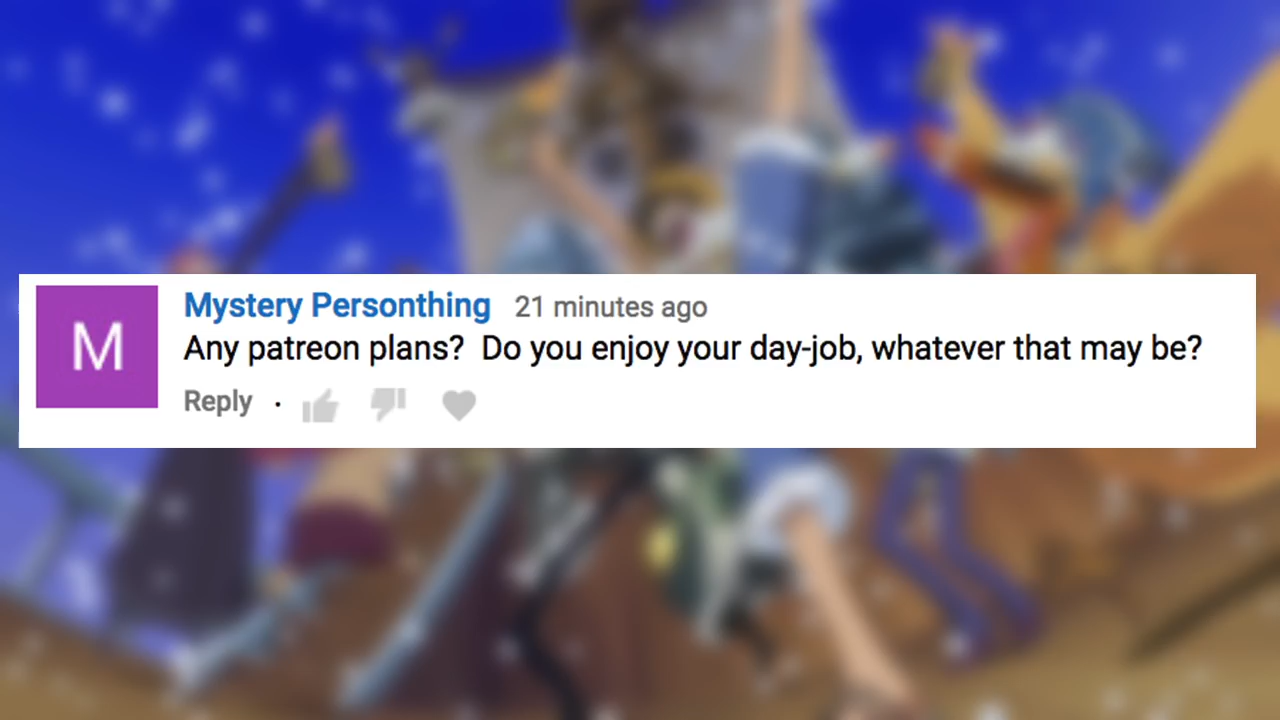 M
Mystery Personthing 21 minutes ago
Any patreon plans?  Do you enjoy your day-job, whatever that may be?
Reply ·